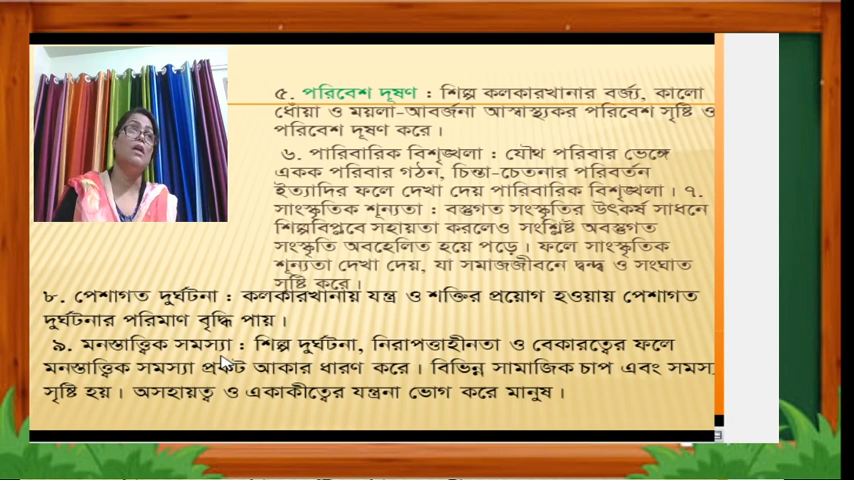 ৫. পরিবেশ দূষণ : শিল্প কলকারখানার বর্জ্য, কালো
ধোঁয়া ও ময়লা-আবর্জনা আস্বাস্থ্যকর পরিবেশ সৃষ্টি ও
পরিবেশ দূষণ করে।
৬. পারিবারিক বিশৃঙ্খলা : যৌথ পরিবার ভেঙ্গে
একক পরিবার গঠন, চিন্তা-চেতনার পরিবর্তন
ইত্যাদির ফলে দেখা দেয় পারিবারিক বিশৃঙ্খলা। ৭.
সাংস্কৃতিক শূন্যতা : বস্তুগত সংস্কৃতির উৎকর্ষ সাধনে
শিল্পবিপ্লবে সহায়তা করলেও সংশ্লিষ্ট অবস্তুগত
সংস্কৃতি অবহেলিত হয়ে পড়ে। ফলে সাংস্কৃতিক
শূন্যতা দেখা দেয়, যা সমাজজীবনে দ্বন্দ্ব ও সংঘাত
সৃষ্টি করে।
৮. পেশাগত দুর্ঘটনা : কলকারখানায় যন্ত্র ও শক্তির প্রয়োগ হওয়ায় পেশাগত
দুর্ঘটনার পরিমাণ বৃদ্ধি পায়।
৯. মনস্তাত্ত্বিক সমস্যা : শিল্প দুর্ঘটনা, নিরাপত্তাহীনতা ও বেকারত্বের ফলে
মনস্তাত্ত্বিক সমস্যা প্রকট আকার ধারণ করে। বিভিন্ন সামাজিক চাপ এবং
সৃষ্টি হয়। অসহায়ত্ব ও একাকীত্বের যন্ত্রনা ভোগ করে মানুষ।